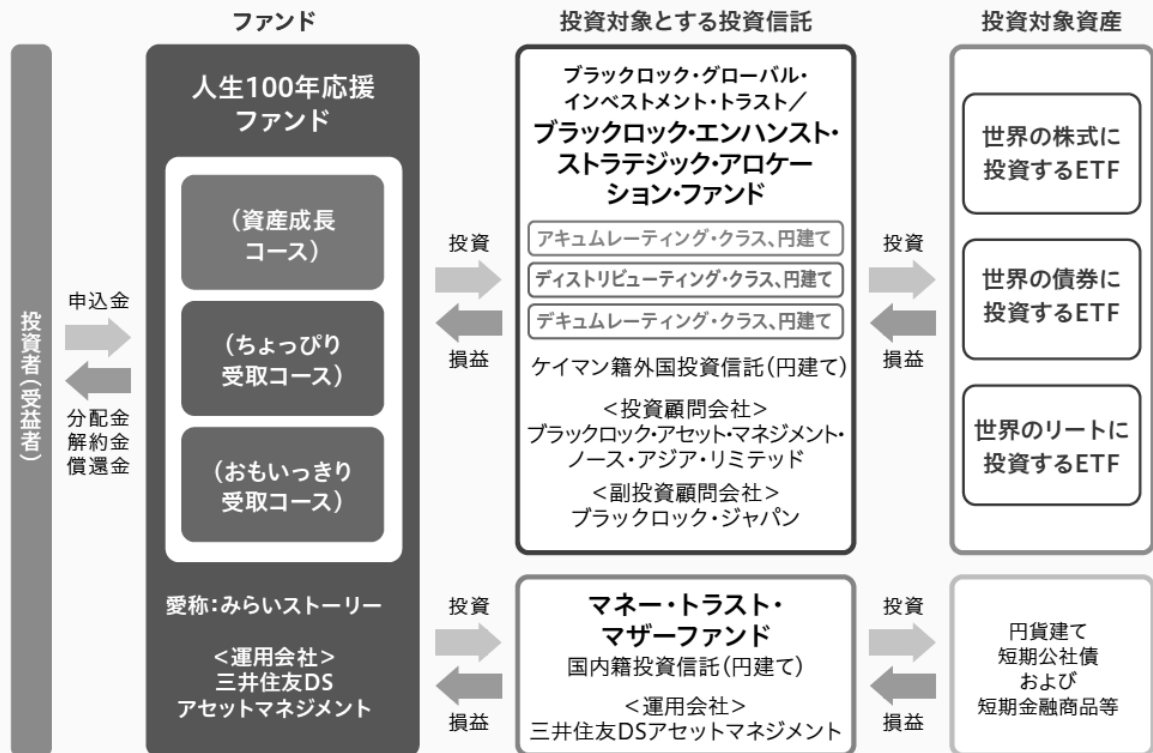 ファンド
投資対象とする投資信託
投資対象資産
投資者(受益者)
申込金
分配金
解約金
償還金
人生100年応援
ファンド
(資産成長
コース)
(ちょっぴり
受取コース)
(おもいっきり
受取コース)
愛称:みらいストーリー
<運用会社>
三井住友DS
アセットマネジメント
投資
損益
ブラックロック・グローバル・
インベストメント・トラスト/
ブラックロック・エンハンスト・
ストラテジック・アロケー
ション・ファンド
アキュムレーティング・クラス、円建て
ディストリビューティング・クラス、円建て
デキュムレーティング・クラス、円建て
ケイマン籍外国投資信託(円建て)
<投資顧問会社>
ブラックロック・アセット・マネジメント・
ノース・アジア・リミテッド
<副投資顧問会社>
ブラックロック・ジャパン
投資
損益
世界の株式に
投資するETF
世界の債券に
投資するETF
世界のリートに
投資するETF
投資
損益
マネー・トラスト・
マザーファンド
国内籍投資信託(円建て)
<運用会社>
三井住友DSアセットマネジメント
投資
損益
円貨建て
短期公社債
および
短期金融商品等